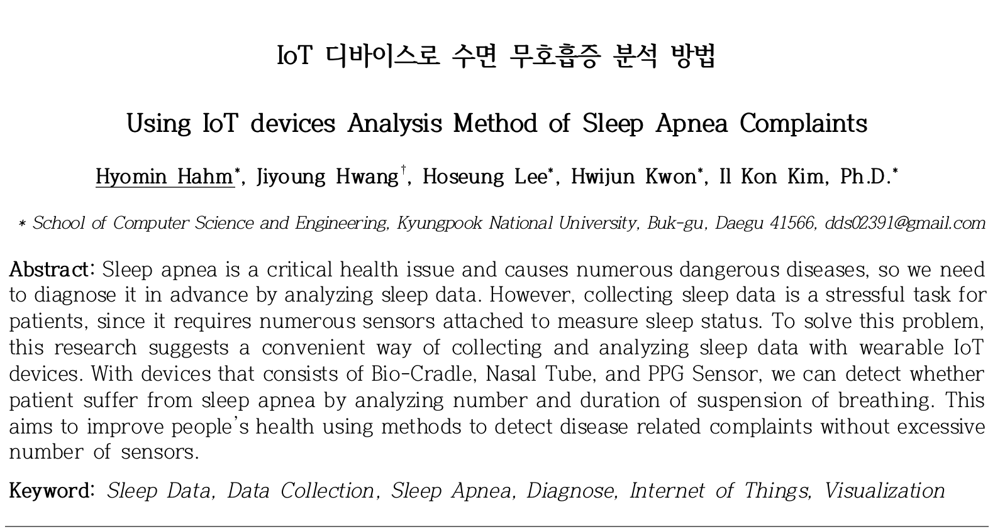 IoT 디바이스로 수면 무호흡증 분석 방법
Using IoT devices Analysis Method of Sleep Apnea Complaints
Hyomin Hahm*, Jiyoung Hwang†, Hoseung Lee*, Hwijun Kwon*, Il Kon Kim, Ph.D.*
* School of Computer Science and Engineering, Kyungpook National University, Buk-gu, Daegu 41566, dds02391@gmail.com
Abstract: Sleep apnea is a critical health issue and causes numerous dangerous diseases, so we need
to diagnose it in advance by analyzing sleep data. However, collecting sleep data is a stressful task for
patients, since it requires numerous sensors attached to measure sleep status. To solve this problem,
this research suggests a convenient way of collecting and analyzing sleep data with wearable IoT
devices. With devices that consists of Bio-Cradle, Nasal Tube, and PPG Sensor, we can detect whether
patient suffer from sleep apnea by analyzing number and duration of suspension of breathing. This
aims to improve people's health using methods to detect disease related complaints without excessive
number of sensors.
Keyword: Sleep Data, Data Collection, Sleep Apnea, Diagnose, Internet of Things, Visualization